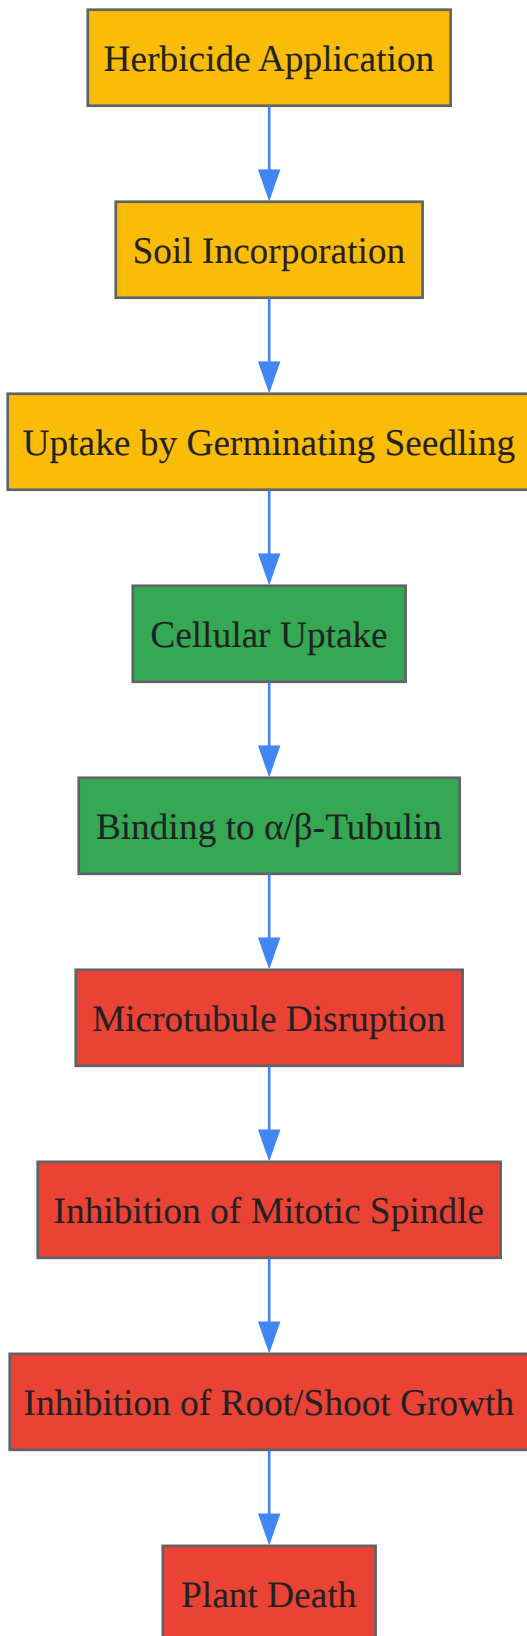 Herbicide Application
Soil Incorporation
Uptake by Germinating Seedling
Cellular Uptake
Binding to α/β-Tubulin
Microtubule Disruption
Inhibition of Mitotic Spindle
Inhibition of Root/Shoot Growth
Plant Death